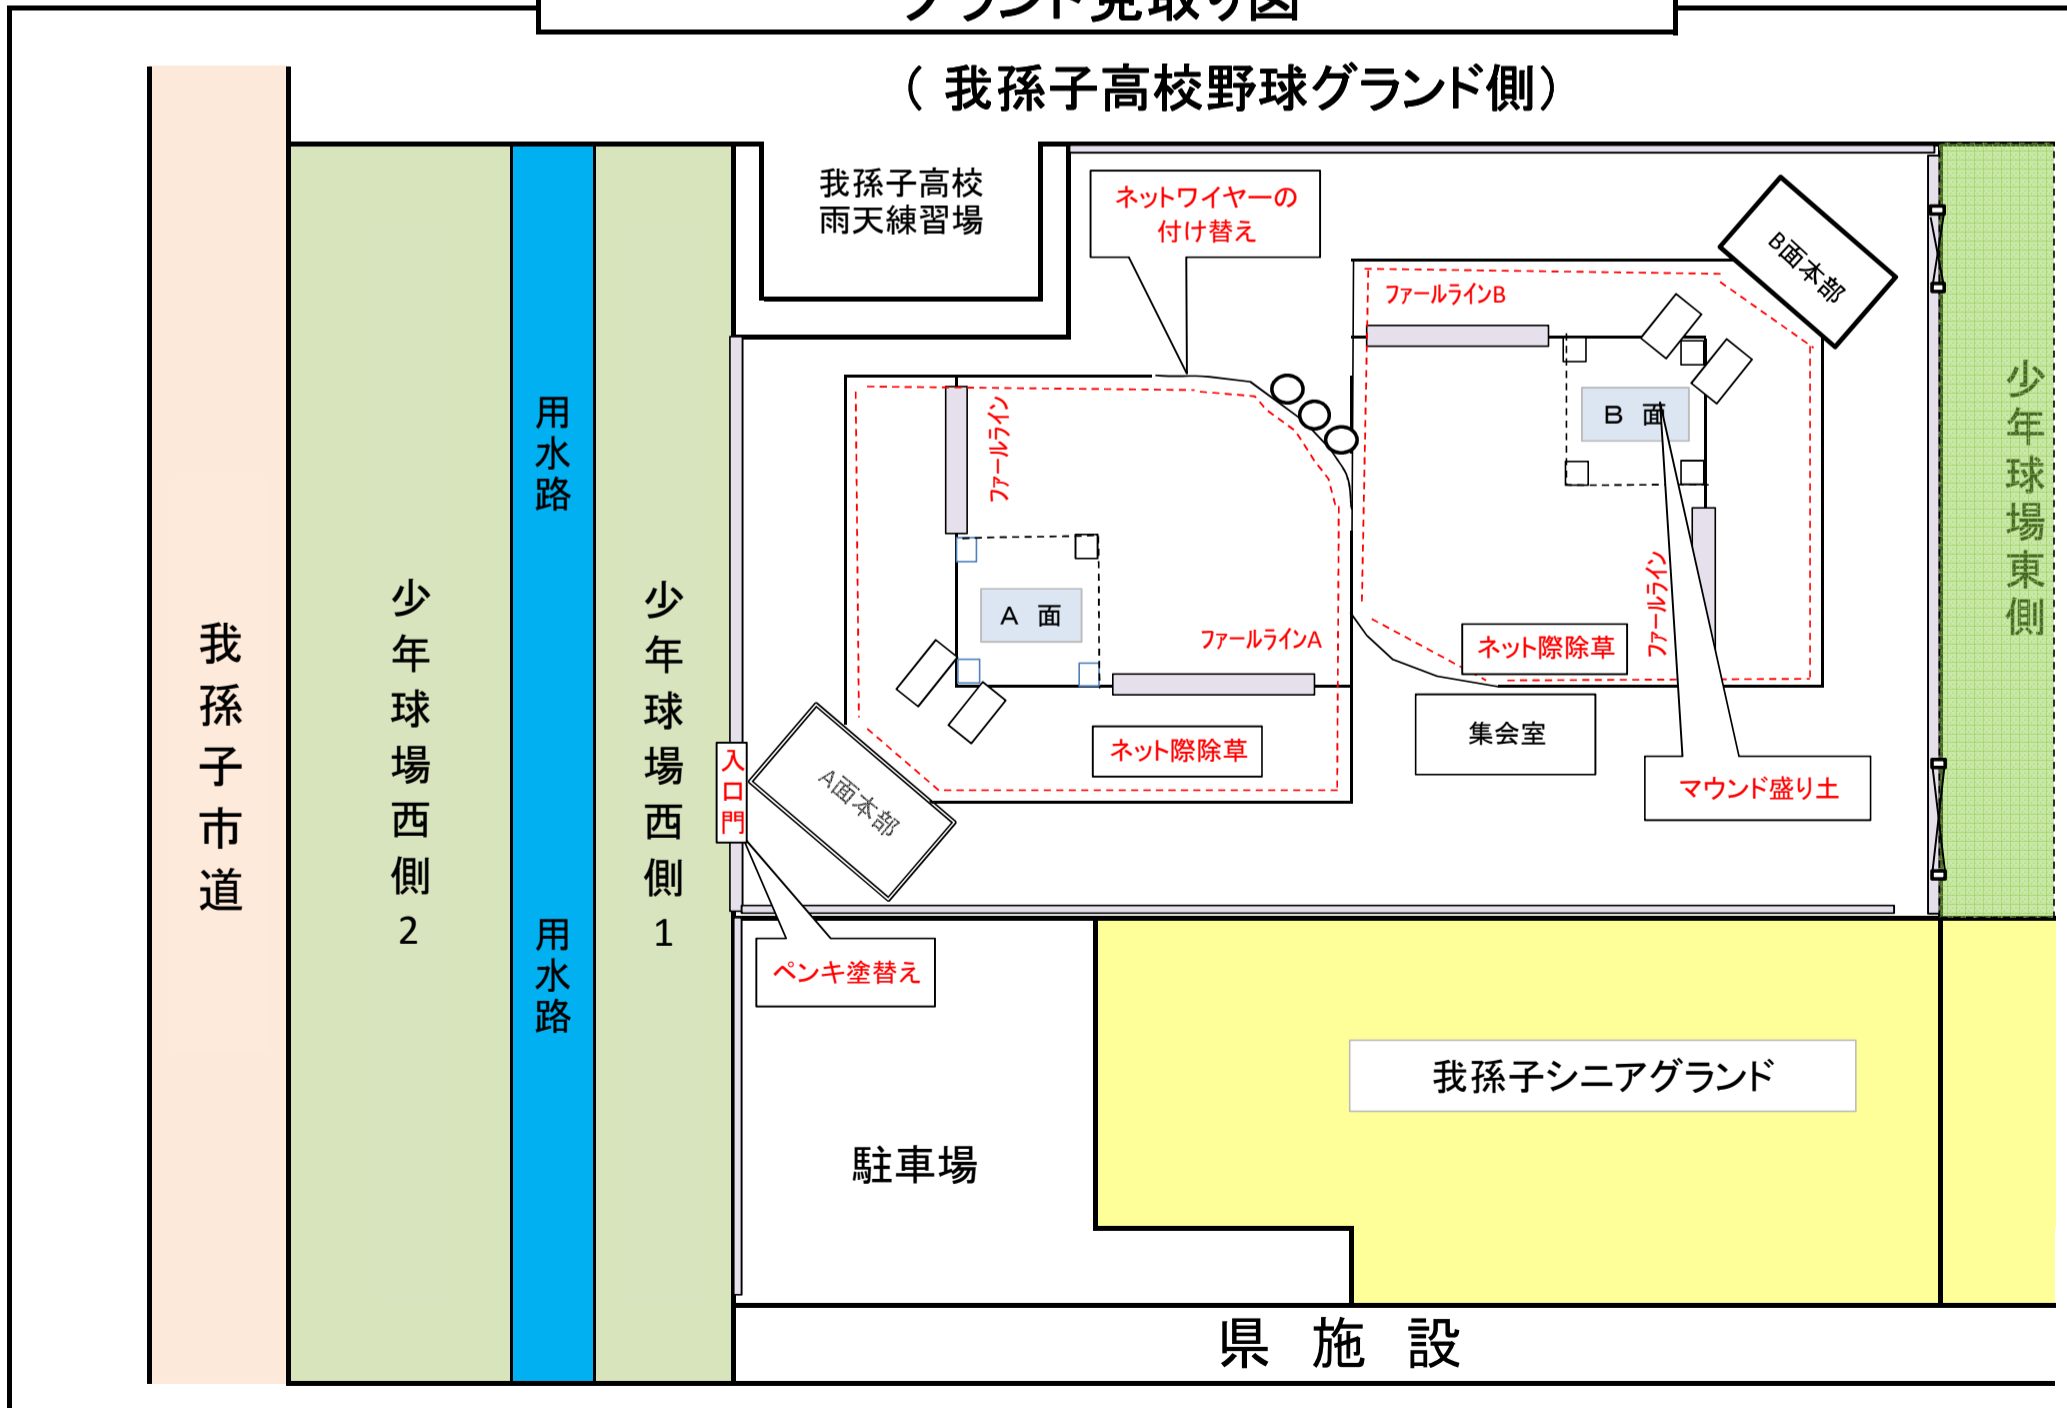 グランド見取り図
（ 我孫子高校野球グランド側）
我孫子高校
雨天練習場
ネットワイヤーの
付け替え
B面本部
ファールラインB
ファールライン
B 面
用水路
少年球場東側
ファールライン
A 面
ファールラインA
ネット際除草
少年球場西側2
少年球場西側1
我孫子市道
集会室
ネット際除草
入口門
A面本部
マウンド盛り土
用水路
ペンキ塗替え
我孫子シニアグランド
駐車場
県 施 設